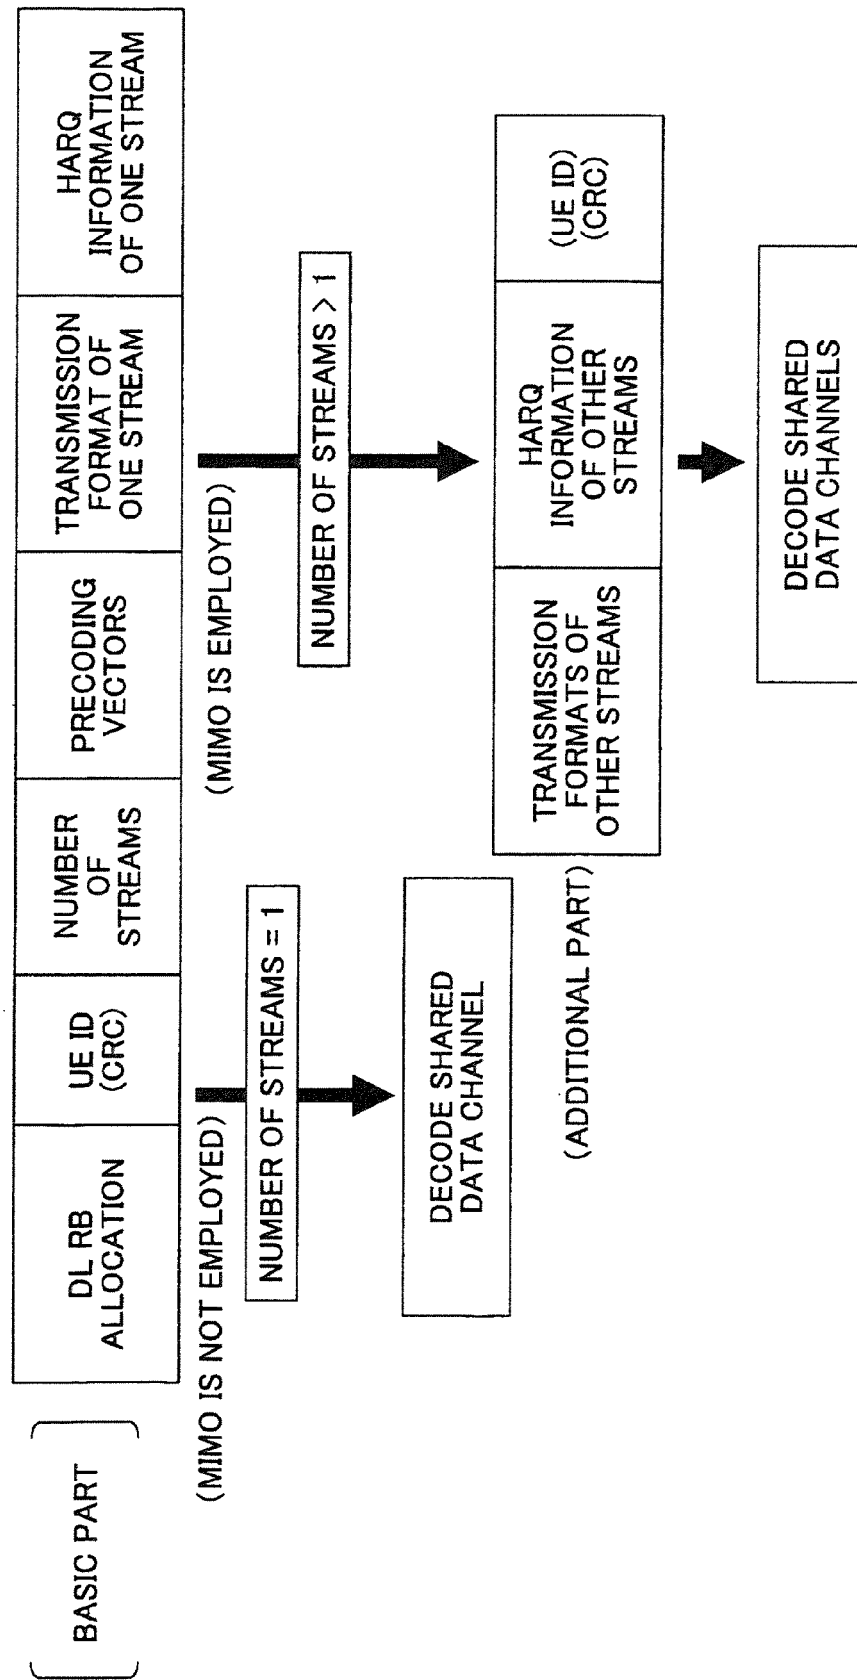 [BASIC PART]
DL RB
ALLOCATION
UE ID
(CRC)
NUMBER
OF
STREAMS
PRECODING
VECTORS
TRANSMISSION
FORMAT OF
ONE STREAM
HARQ
INFORMATION
OF ONE STREAM
(MIMO IS NOT EMPLOYED)
NUMBER OF STREAMS = 1
DECODE SHARED
DATA CHANNEL
(MIMO IS EMPLOYED)
NUMBER OF STREAMS > 1
(ADDITIONAL PART)
TRANSMISSION
FORMATS OF
OTHER STREAMS
HARQ
INFORMATION
OF OTHER
STREAMS
(UE ID)
(CRC)
DECODE SHARED
DATA CHANNELS